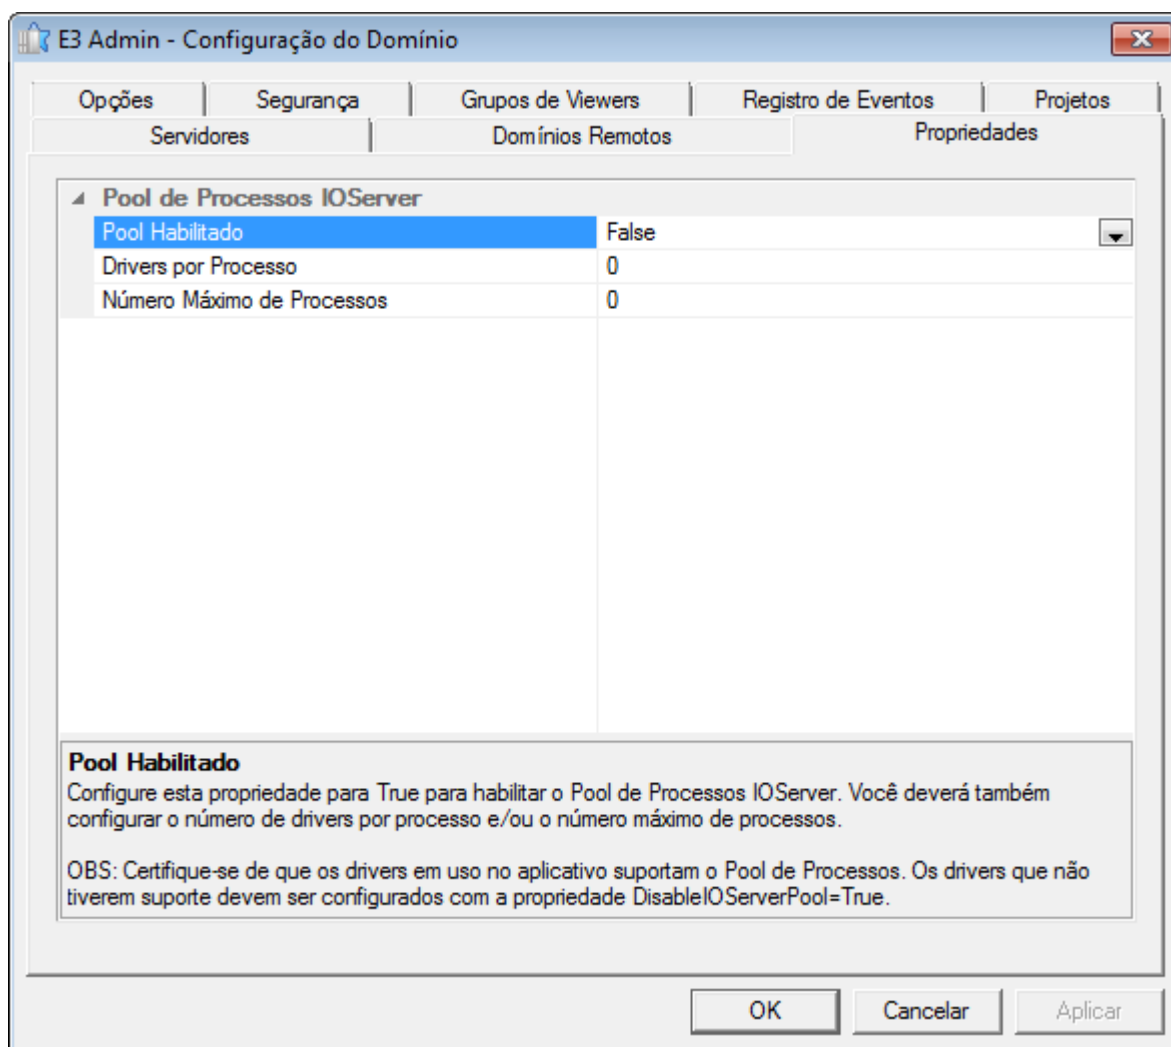 E3 Admin - Configuração do Domínio
Opções Segurança Grupos de Viewers Registro de Eventos Projetos
Servidores Domínios Remotos Propriedades
Pool de Processos IOServer
Pool Habilitado False
Drivers por Processo 0
Número Máximo de Processos 0
Pool Habilitado
Configure esta propriedade para True para habilitar o Pool de Processos IOServer. Você deverá também
configurar o número de drivers por processo e/ou o número máximo de processos.
OBS: Certifique-se de que os drivers em uso no aplicativo suportam o Pool de Processos. Os drivers que não
tiverem suporte devem ser configurados com a propriedade DisableIOServerPool=True.
OK Cancelar Aplicar